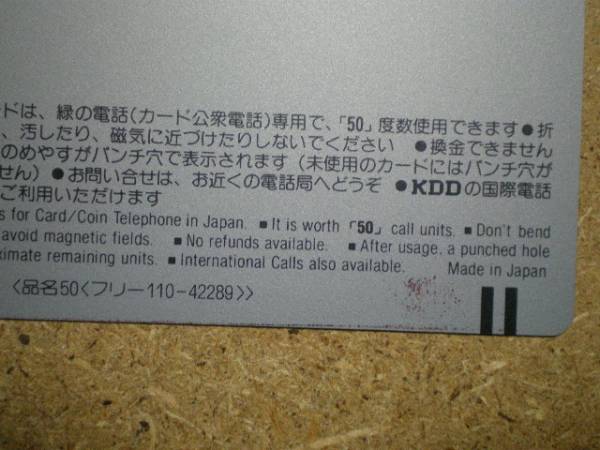 ドは、緑の電話(カード公衆電話)専用で、「50」度数使用できます●折
、汚したり、磁気に近づけたりしないでください ●換金できません
のめやすがパンチ穴で表示されます(未使用のカードにはパンチ穴が
せん)●お問い合せは、お近くの電話局へどうぞ ●KDDの国際電話
ご利用いただけます
s for Card/Coin Telephone in Japan. ■ It is worth 「50」 call units. ■ Don't bend
avoid magnetic fields. ■ No refunds available. ■ After usage, a punched hole
ximate remaining units. ■ International Calls also available. Made in Japan
〈品名50〈フリー110-42289〉〉